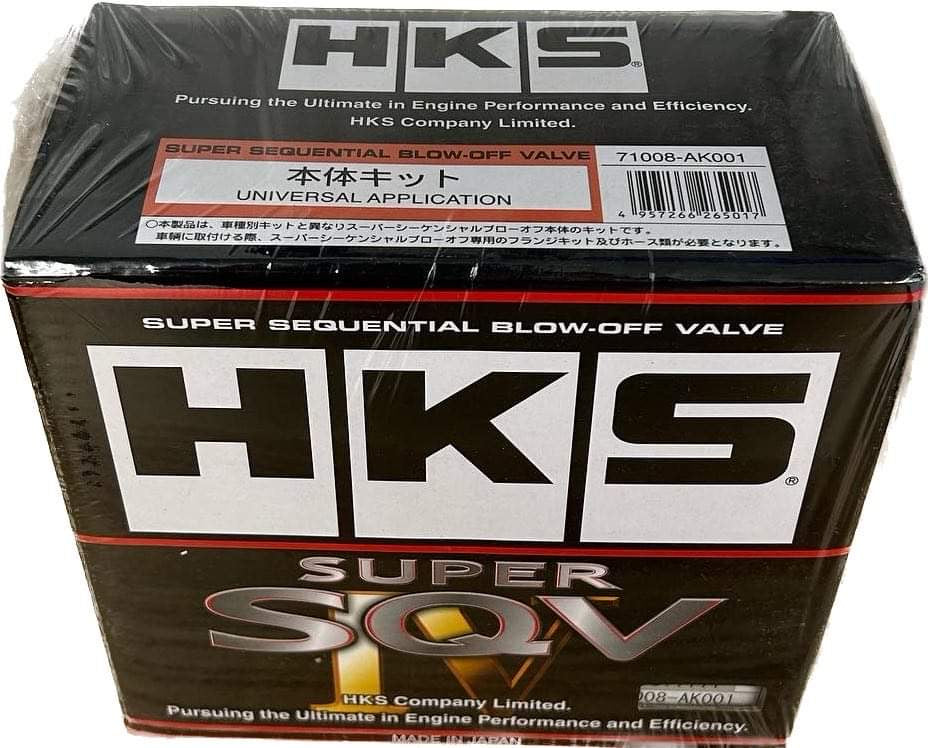 HKS®
Pursuing the Ultimate in Engine Performance and Efficiency.
HKS Company Limited.
SUPER SEQUENTIAL BLOW-OFF VALVE
71008-AK001
本体キット
UNIVERSAL APPLICATION
4 957266 265017
○本製品は、車種別キットと異なりスーパーシーケンシャルブローオフ本体のキットです。
車輌に取付ける際、スーパーシーケンシャルブローオフ専用のフランジキット及びホース類が必要となります。
SUPER SEQUENTIAL BLOW-OFF VALVE
HKS®
SUPER
SQV
IV
HKS Company Limited.
008-AK001
Pursuing the Ultimate in Engine Performance and Efficiency.
MADE IN JAPAN